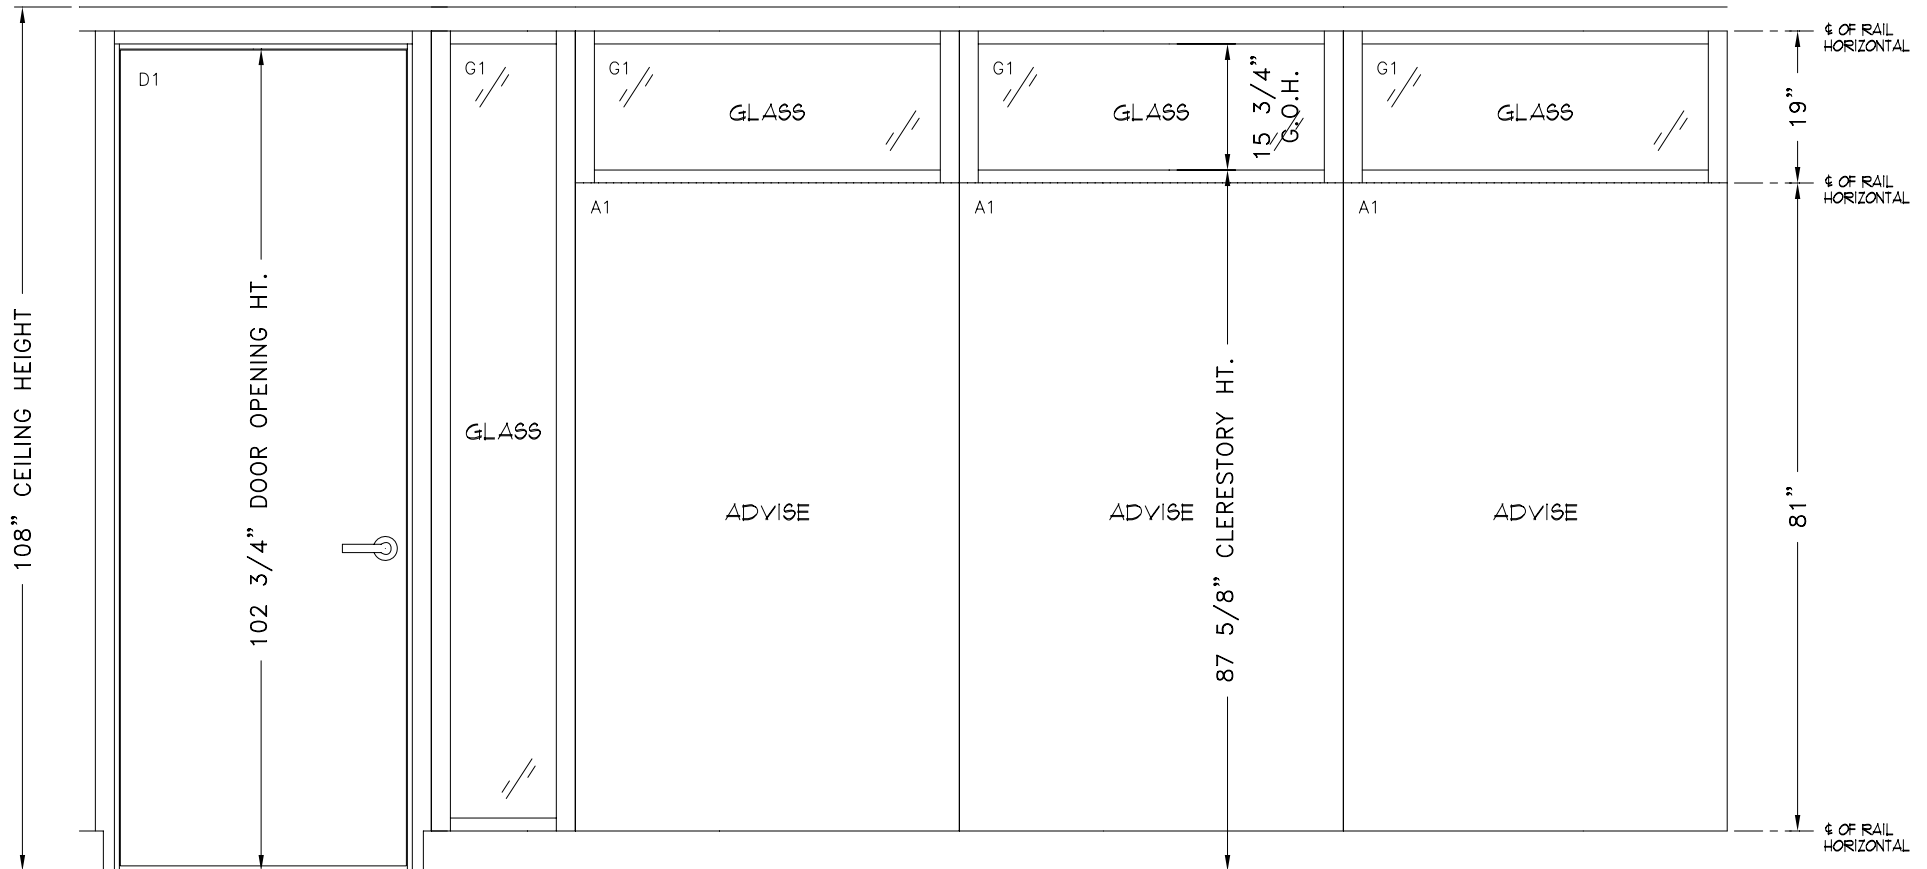 ℄ OF RAIL
HORIZONTAL
D1
G1
G1
G1
G1
GLASS
GLASS
GLASS
15 3/4”
G.O.H.
19”
℄ OF RAIL
HORIZONTAL
A1
A1
A1
108” CEILING HEIGHT
102 3/4” DOOR OPENING HT.
GLASS
87 5/8” CLERESTORY HT.
ADVISE
ADVISE
ADVISE
81”
℄ OF RAIL
HORIZONTAL